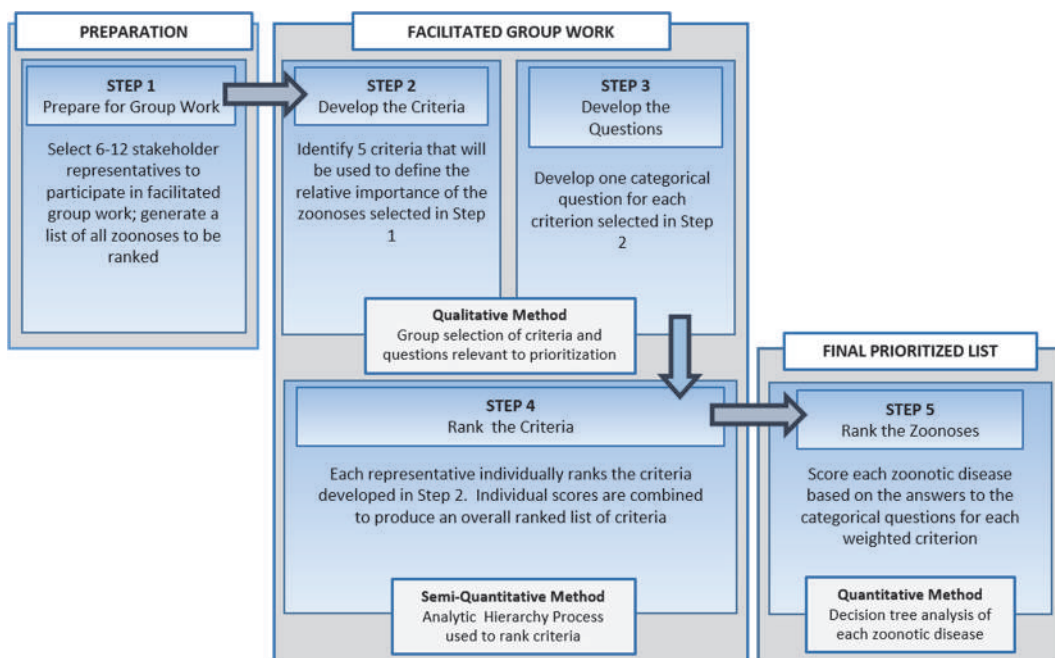 PREPARATION
STEP 1
Prepare for Group Work
Select 6-12 stakeholder
representatives to
participate in facilitated
group work; generate a
list of all zoonoses to be
ranked
FACILITATED GROUP WORK
STEP 2
Develop the Criteria
Identify 5 criteria that will
be used to define the
relative importance of the
zoonoses selected in Step
1
STEP 3
Develop the
Questions
Develop one categorical
question for each
criterion selected in Step
2
Qualitative Method
Group selection of criteria and
questions relevant to prioritization
STEP 4
Rank the Criteria
Each representative individually ranks the criteria
developed in Step 2. Individual scores are combined
to produce an overall ranked list of criteria
Semi-Quantitative Method
Analytic Hierarchy Process
used to rank criteria
FINAL PRIORITIZED LIST
STEP 5
Rank the Zoonoses
Score each zoonotic disease
based on the answers to the
categorical questions for each
weighted criterion
Quantitative Method
Decision tree analysis of
each zoonotic disease